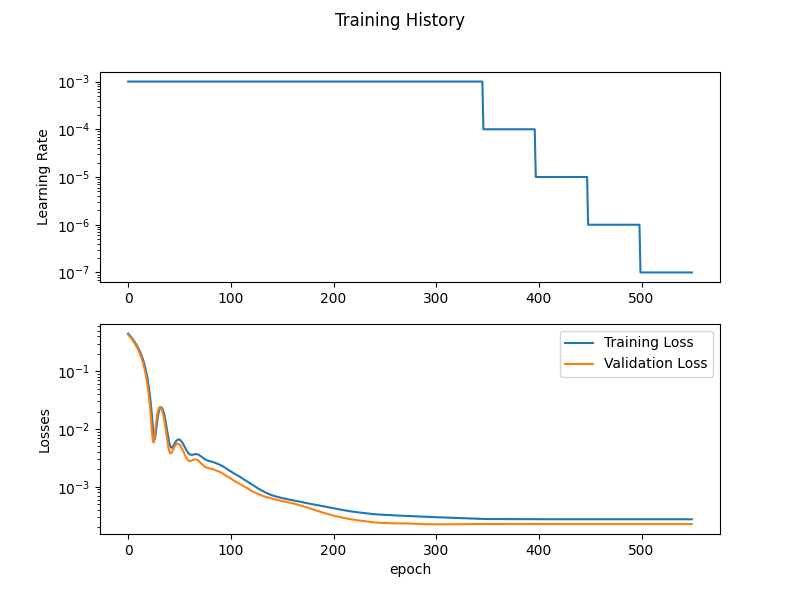 Training History
Learning Rate
10⁻³
10⁻⁴
10⁻⁵
10⁻⁶
10⁻⁷
0 100 200 300 400 500
Losses
10⁻¹
10⁻²
10⁻³
Training Loss
Validation Loss
0 100 200 300 400 500
epoch